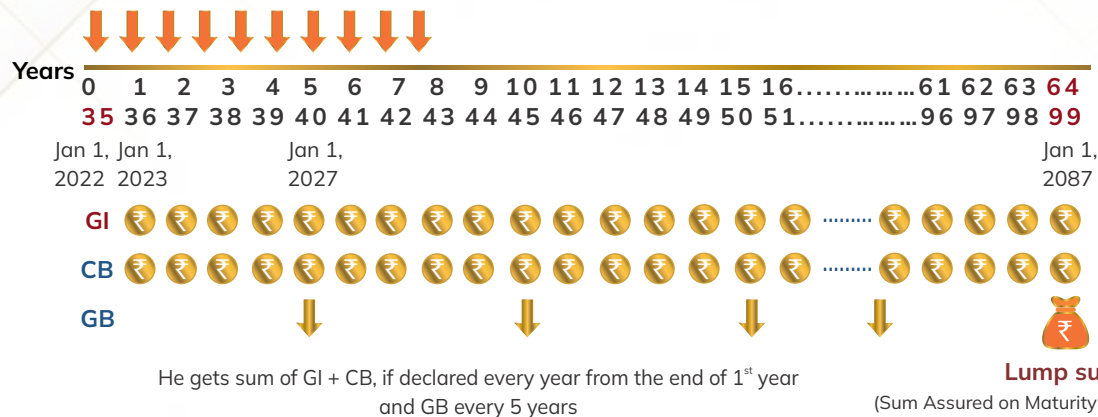 Years
0 1 2 3 4 5 6 7 8 9 10 11 12 13 14 15 16......………61 62 63 64
35 36 37 38 39 40 41 42 43 44 45 46 47 48 49 50 51......………96 97 98 99
Jan 1, Jan 1, Jan 1, Jan 1,
2022 2023 2027 2087
GI ₹ ₹ ₹ ₹ ₹ ₹ ₹ ₹ ₹ ₹ ₹ ₹ ₹ ₹ ₹ ₹ ......... ₹ ₹ ₹ ₹ ₹
CB ₹ ₹ ₹ ₹ ₹ ₹ ₹ ₹ ₹ ₹ ₹ ₹ ₹ ₹ ₹ ₹ ......... ₹ ₹ ₹ ₹ ₹
GB ₹
He gets sum of GI + CB, if declared every year from the end of 1st year
and GB every 5 years
Lump su
(Sum Assured on Maturity